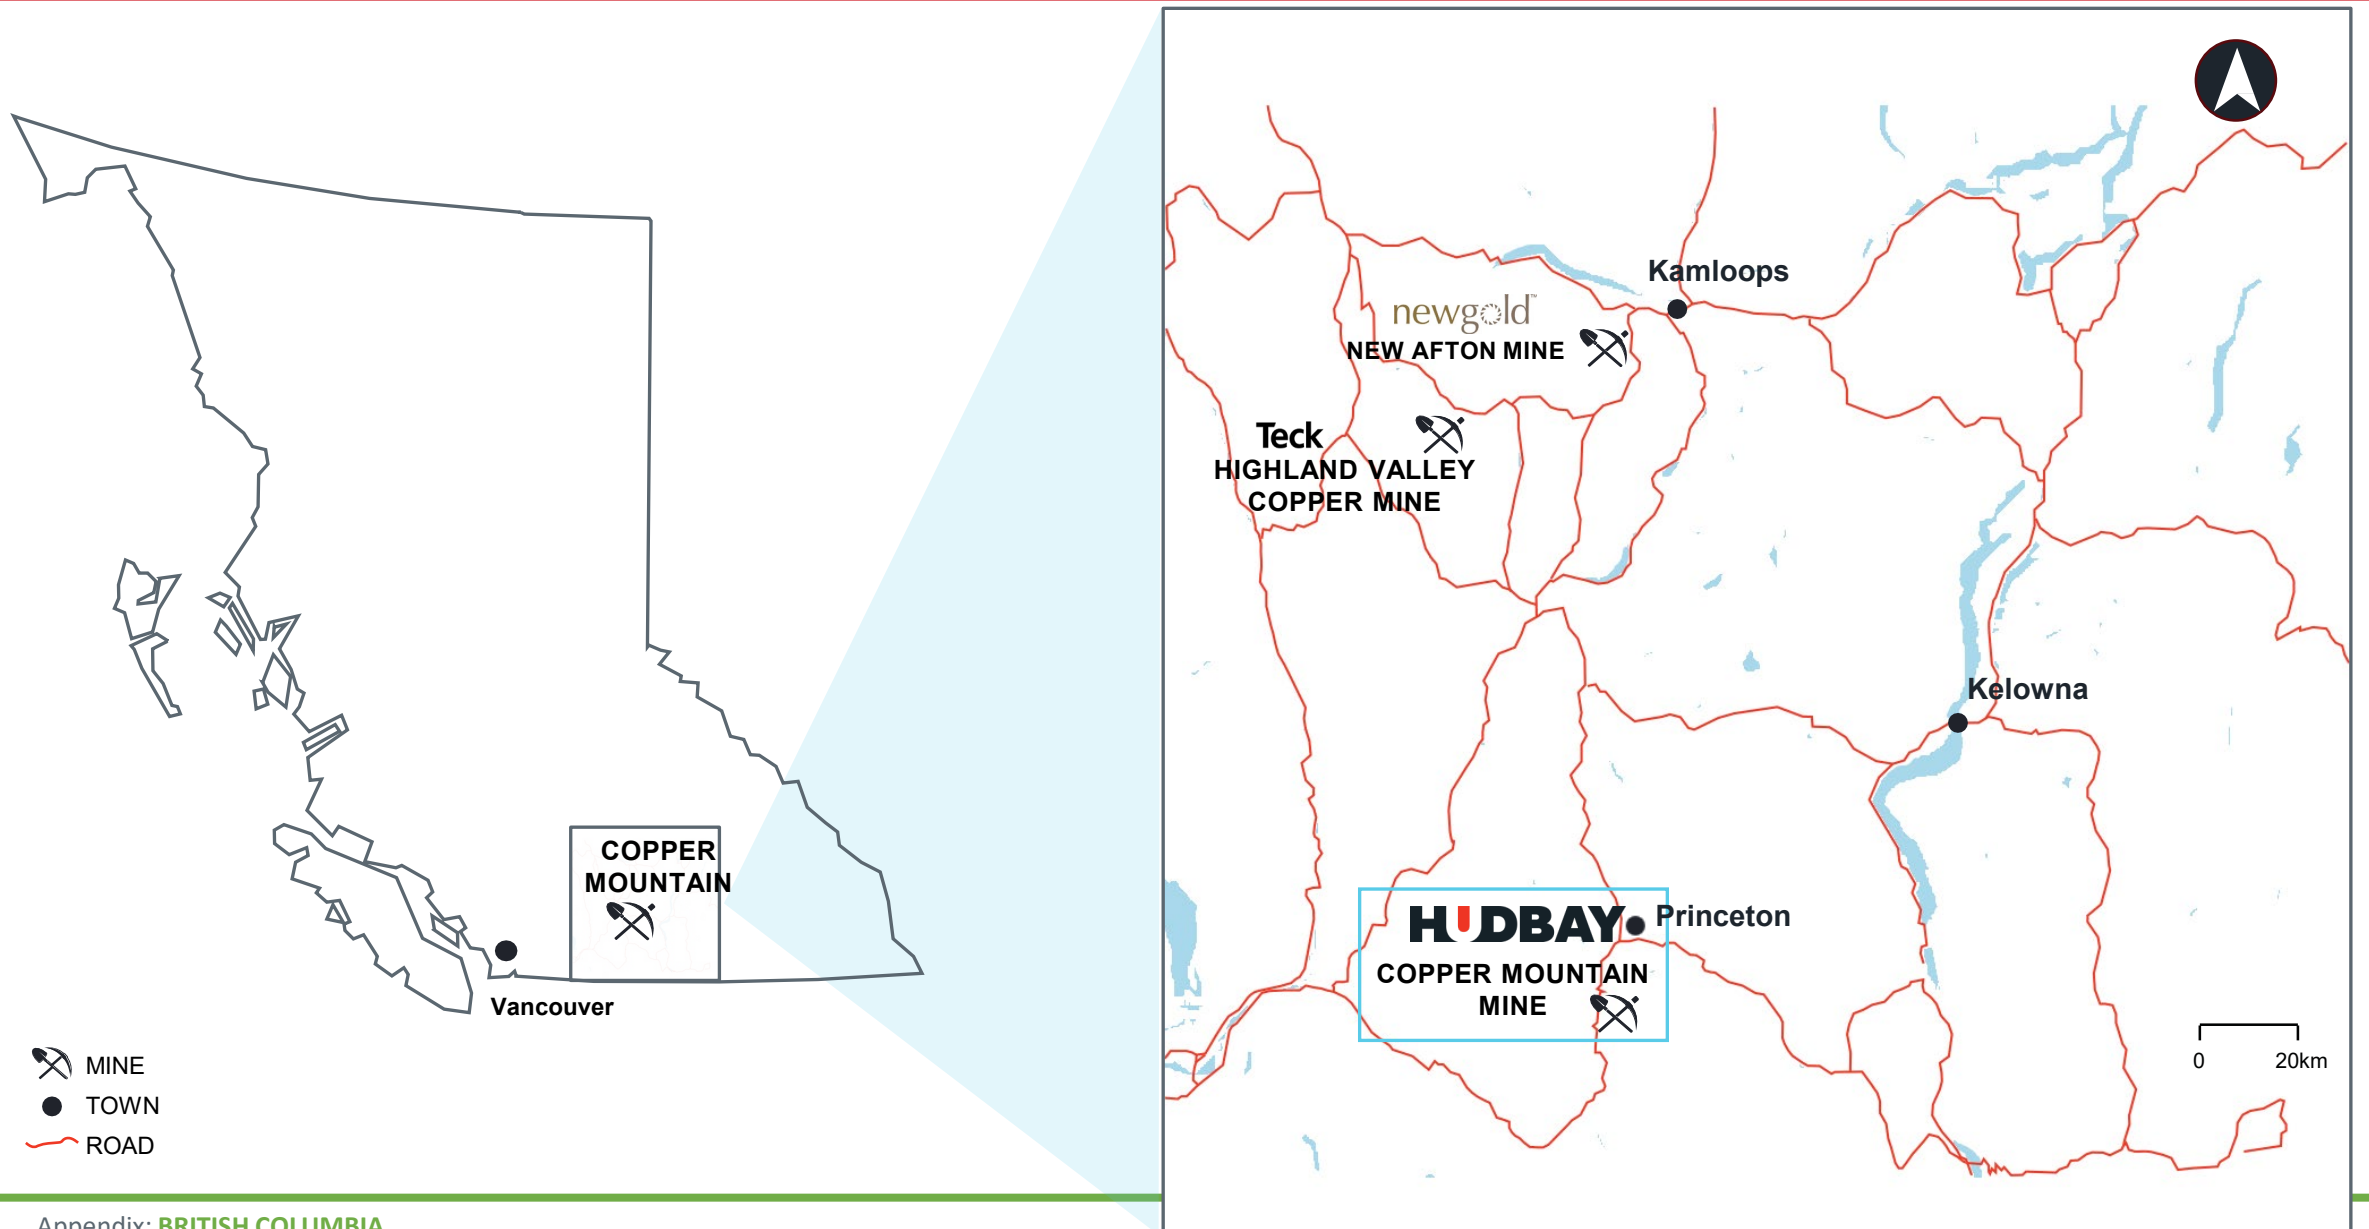 COPPER
MOUNTAIN
Vancouver
MINE
TOWN
ROAD
Kamloops
newgold™
NEW AFTON MINE
Teck
HIGHLAND VALLEY
COPPER MINE
Kelowna
HUDBAY
Princeton
COPPER MOUNTAIN
MINE
0 20km
Appendix: BRITISH COLUMBIA